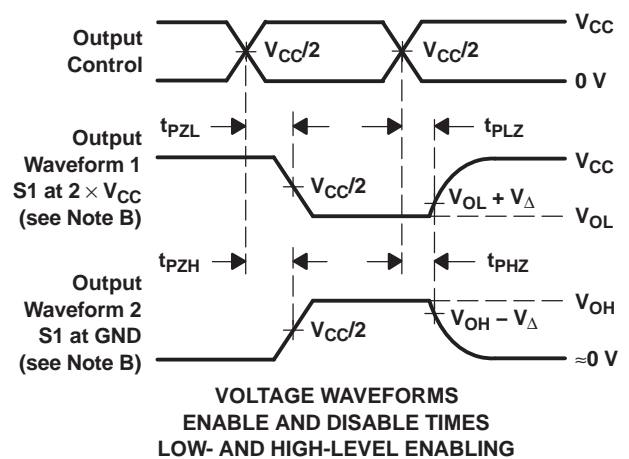 Output
Control
V_CC/2
V_CC/2
V_CC
0 V
t_PZL
t_PLZ
Output
Waveform 1
S1 at 2 × V_CC
(see Note B)
V_CC/2
V_CC
V_OL + V_Δ
V_OL
t_PZH
t_PHZ
Output
Waveform 2
S1 at GND
(see Note B)
V_CC/2
V_OH
V_OH − V_Δ
≈0 V
VOLTAGE WAVEFORMS
ENABLE AND DISABLE TIMES
LOW- AND HIGH-LEVEL ENABLING